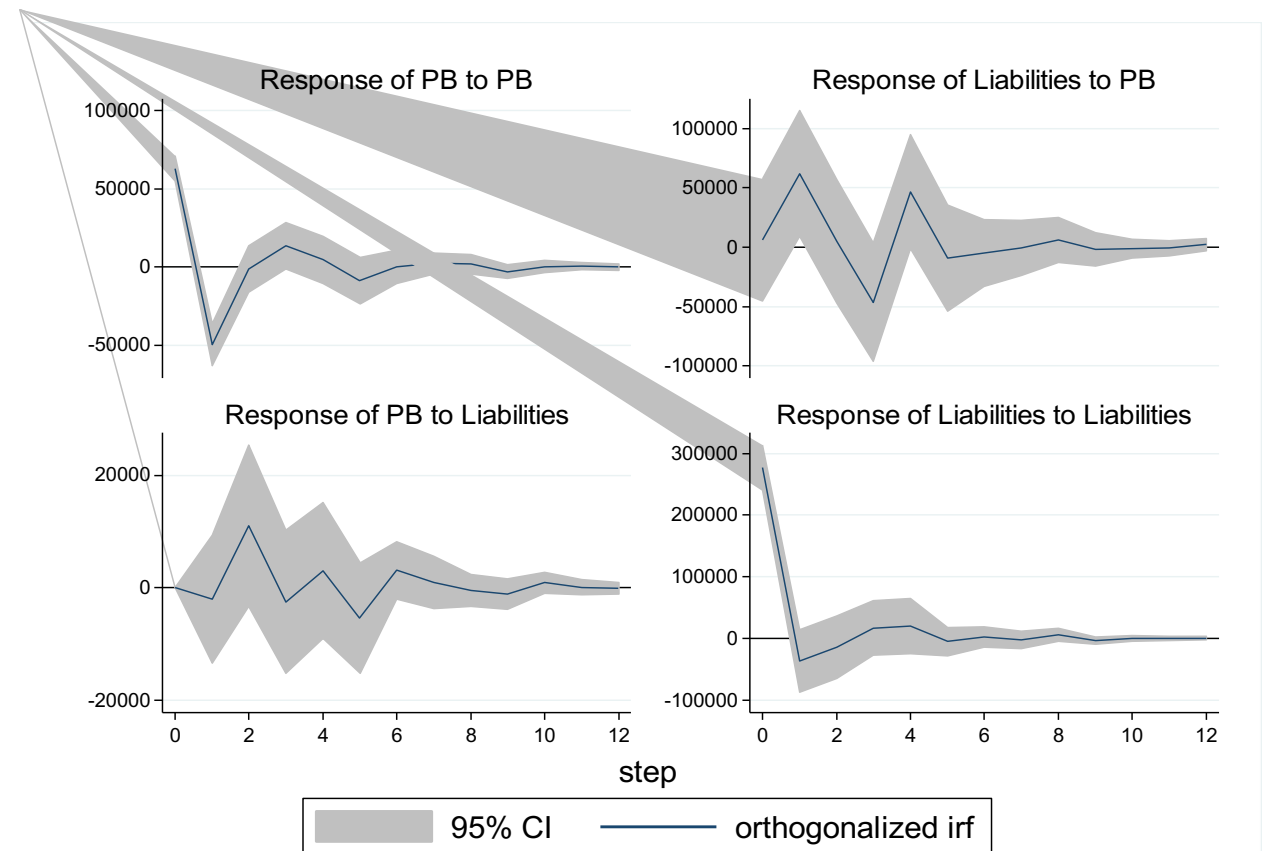 Response of PB to PB
100000
50000
0
-50000
Response of Liabilities to PB
100000
50000
0
-50000
-100000
Response of PB to Liabilities
20000
0
-20000
0 2 4 6 8 10 12
Response of Liabilities to Liabilities
300000
200000
100000
0
-100000
0 2 4 6 8 10 12
step
95% CI orthogonalized irf